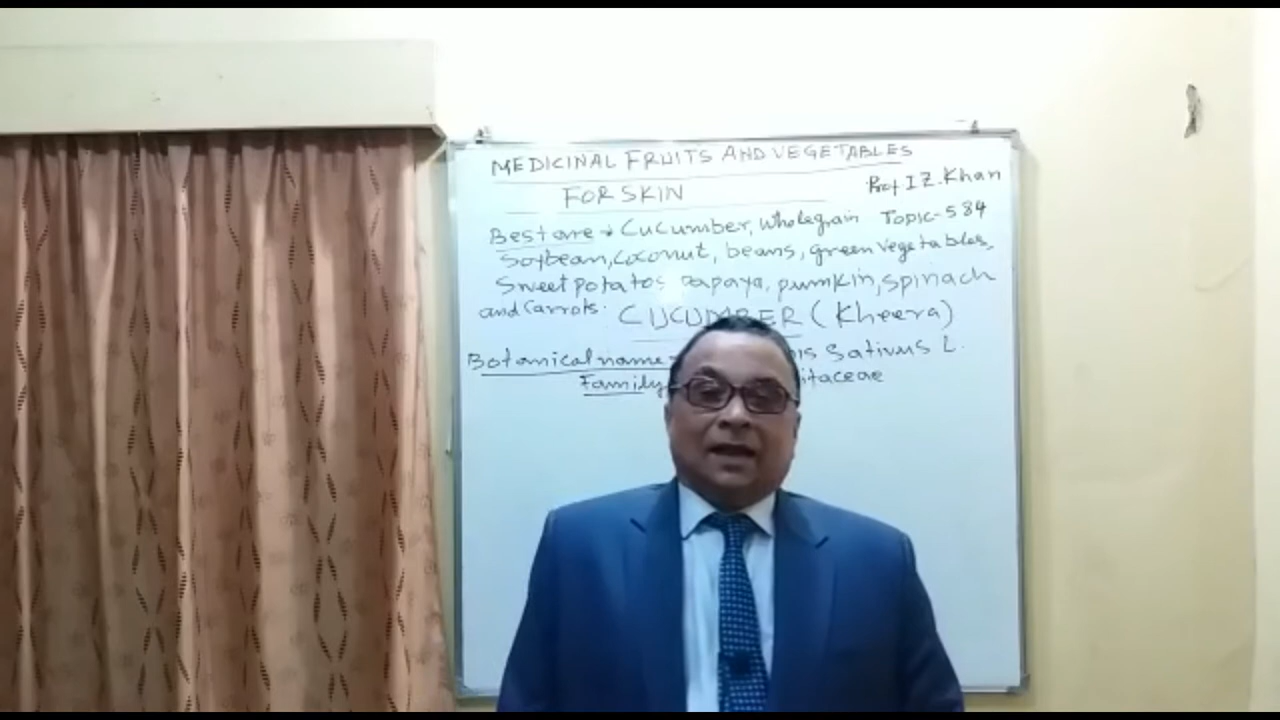 MEDICINAL FRUITS AND VEGETABLES
FOR SKIN
Prof I Z. Khan
Best are → Cucumber, wholegrain Topic-584
Soybean, coconut, beans, green vegetables,
Sweet potatos papaya, pumkin, spinach
and carrots.
CUCUMBER (Kheera)
Botanical name Sativus L.
Family